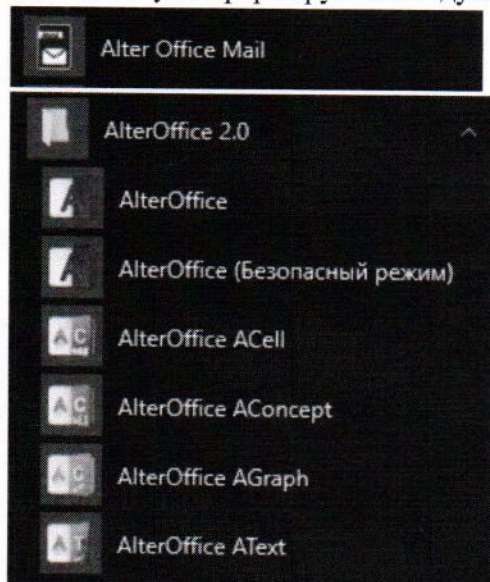 Alter Office Mail
AlterOffice 2.0
AlterOffice
AlterOffice (Безопасный режим)
AlterOffice ACell
AlterOffice AConcept
AlterOffice AGraph
AlterOffice AText